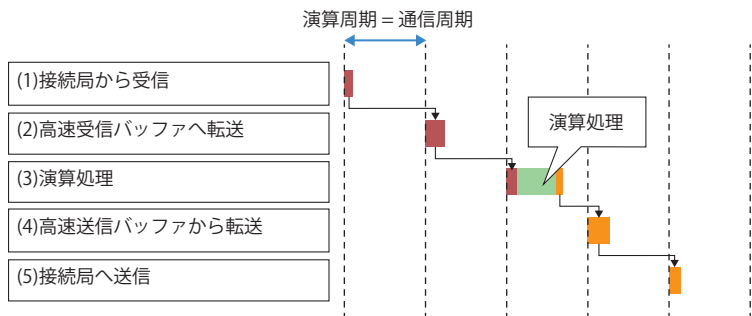 演算周期 = 通信周期
(1)接続局から受信
(2)高速受信バッファへ転送
演算処理
(3)演算処理
(4)高速送信バッファから転送
(5)接続局へ送信